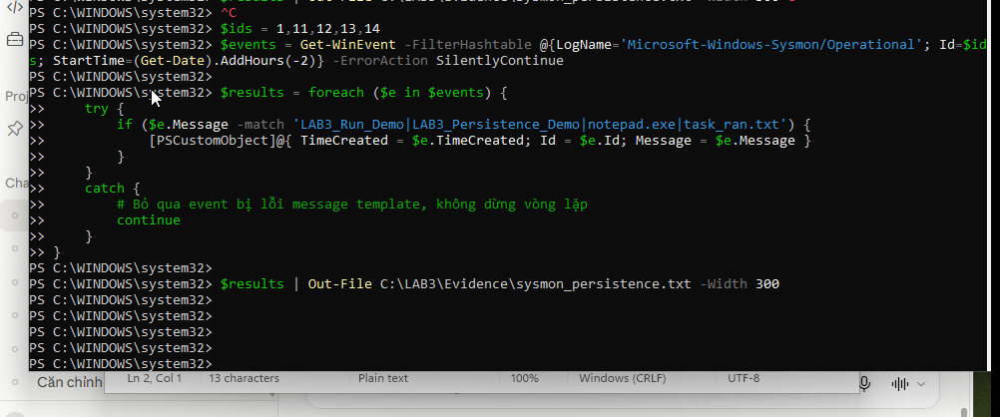 PS C:\WINDOWS\system32> ^C
PS C:\WINDOWS\system32> $ids = 1,11,12,13,14
PS C:\WINDOWS\system32> $events = Get-WinEvent -FilterHashtable @{LogName='Microsoft-Windows-Sysmon/Operational'; Id=$id
s; StartTime=(Get-Date).AddHours(-2)} -ErrorAction SilentlyContinue
PS C:\WINDOWS\system32>
PS C:\WINDOWS\system32> $results = foreach ($e in $events) {
>>     try {
>>         if ($e.Message -match 'LAB3_Run_Demo|LAB3_Persistence_Demo|notepad.exe|task_ran.txt') {
>>             [PSCustomObject]@{ TimeCreated = $e.TimeCreated; Id = $e.Id; Message = $e.Message }
>>         }
>>     }
>>     catch {
>>         # Bỏ qua event bị lỗi message template, không dừng vòng lặp
>>         continue
>>     }
>> }
PS C:\WINDOWS\system32>
PS C:\WINDOWS\system32> $results | Out-File C:\LAB3\Evidence\sysmon_persistence.txt -Width 300
PS C:\WINDOWS\system32>
PS C:\WINDOWS\system32>
PS C:\WINDOWS\system32>
PS C:\WINDOWS\system32>
PS C:\WINDOWS\system32>
Proj
Cha
Căn chỉnh
Ln 2, Col 1
13 characters
Plain text
100%
Windows (CRLF)
UTF-8